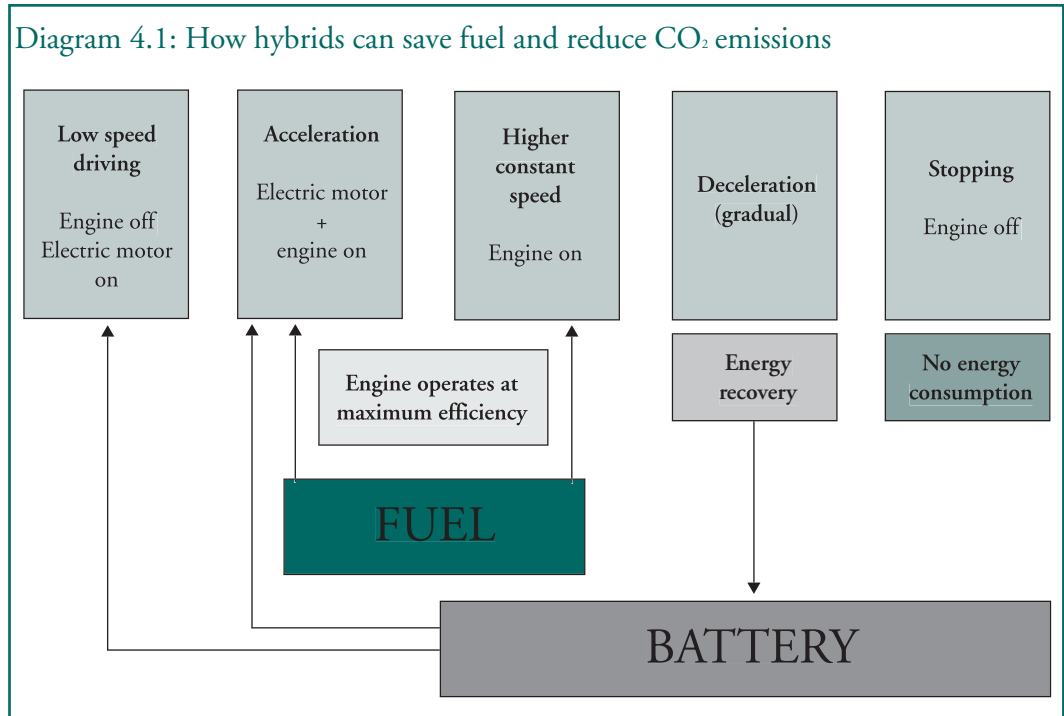 Diagram 4.1: How hybrids can save fuel and reduce CO₂ emissions
Low speed
driving
Engine off
Electric motor
on
Acceleration
Electric motor
+
engine on
Higher
constant
speed
Engine on
Deceleration
(gradual)
Stopping
Engine off
Engine operates at
maximum efficiency
Energy
recovery
No energy
consumption
FUEL
BATTERY